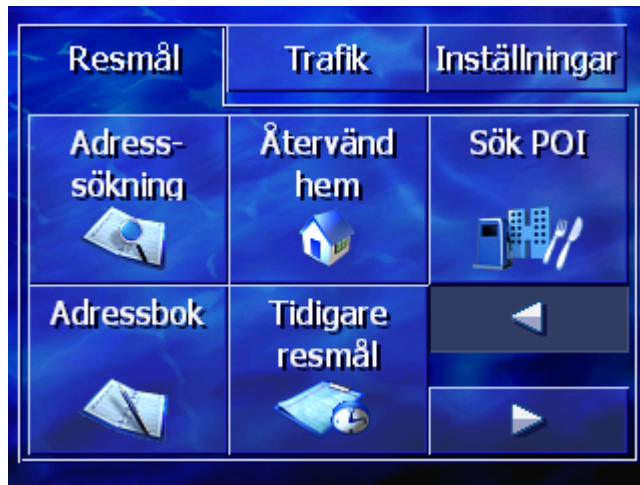 Resmål
Trafik
Inställningar
Adress-
sökning
Återvänd
hem
Sök POI
Adressbok
Tidigare
resmål